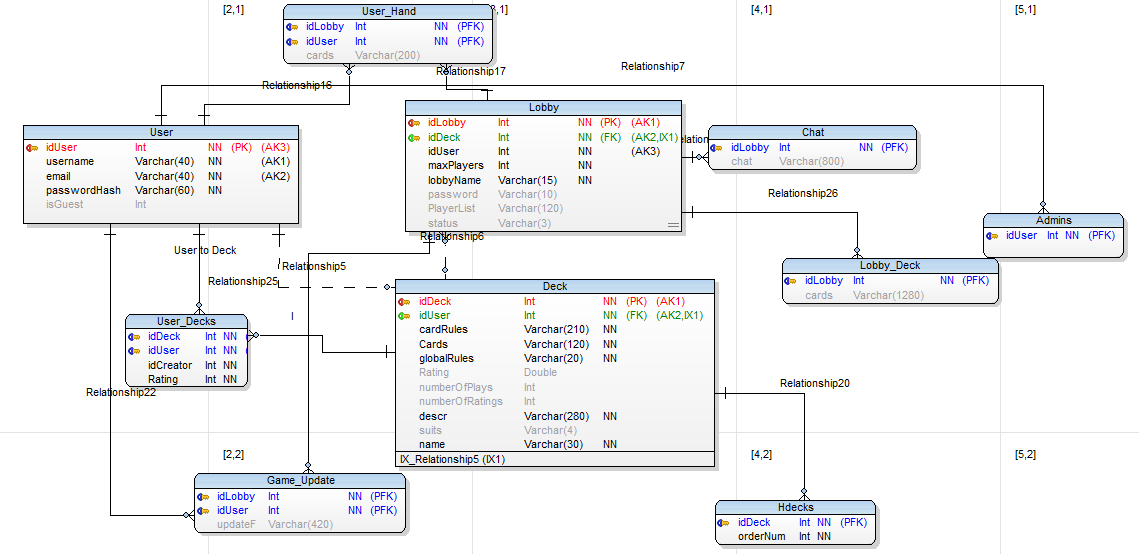 [2,1]
,1]
[4,1]
[5,1]
User_Hand
idLobby Int NN (PFK)
idUser Int NN (PFK)
cards Varchar(200)
Relationship17
Relationship7
Relationship16
Lobby
idLobby Int NN (PK) (AK1)
idDeck Int NN (FK) (AK2,IX1)
idUser Int NN (AK3)
maxPlayers Int NN
lobbyName Varchar(15) NN
password Varchar(10)
PlayerList Varchar(120)
status Varchar(3)
User
idUser Int NN (PK) (AK3)
username Varchar(40) NN (AK1)
email Varchar(40) NN (AK2)
passwordHash Varchar(60) NN
isGuest Int
elation
Chat
idLobby Int NN (PFK)
chat Varchar(800)
Relationship26
Admins
idUser Int NN (PFK)
Relationship6
User to Deck
Relationship5
Relationship25
Lobby_Deck
idLobby Int NN (PFK)
cards Varchar(1280)
Deck
idDeck Int NN (PK) (AK1)
idUser Int NN (FK) (AK2,IX1)
cardRules Varchar(210) NN
Cards Varchar(120) NN
globalRules Varchar(20) NN
Rating Double
numberOfPlays Int
numberOfRatings Int
descr Varchar(280) NN
suits Varchar(4)
name Varchar(30) NN
IX_Relationship5 (IX1)
User_Decks
idDeck Int NN
idUser Int NN
idCreator Int NN
Rating Int NN
Relationship22
Relationship20
[2,2]
[4,2]
[5,2]
Game_Update
idLobby Int NN (PFK)
idUser Int NN (PFK)
updateF Varchar(420)
Hdecks
idDeck Int NN (PFK)
orderNum Int NN